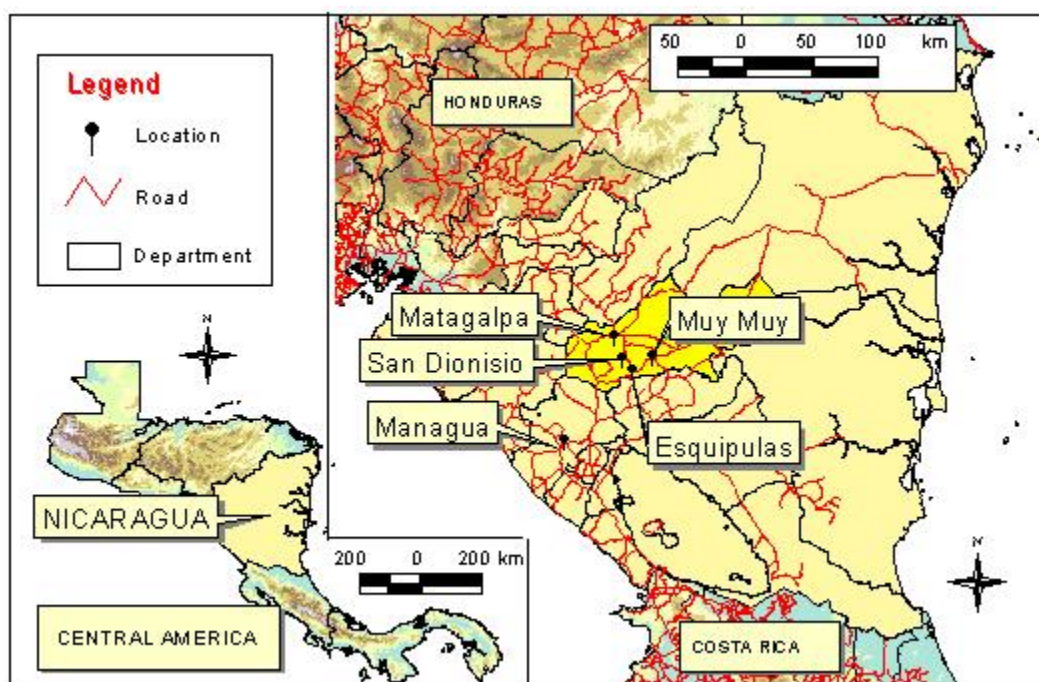 Legend
Location
Road
Department
N
NICARAGUA
200 0 200 km
CENTRAL AMERICA
50 0 50 100 km
HONDURAS
Matagalpa
Muy Muy
San Dionisio
Managua
Esquipulas
N
COSTA RICA